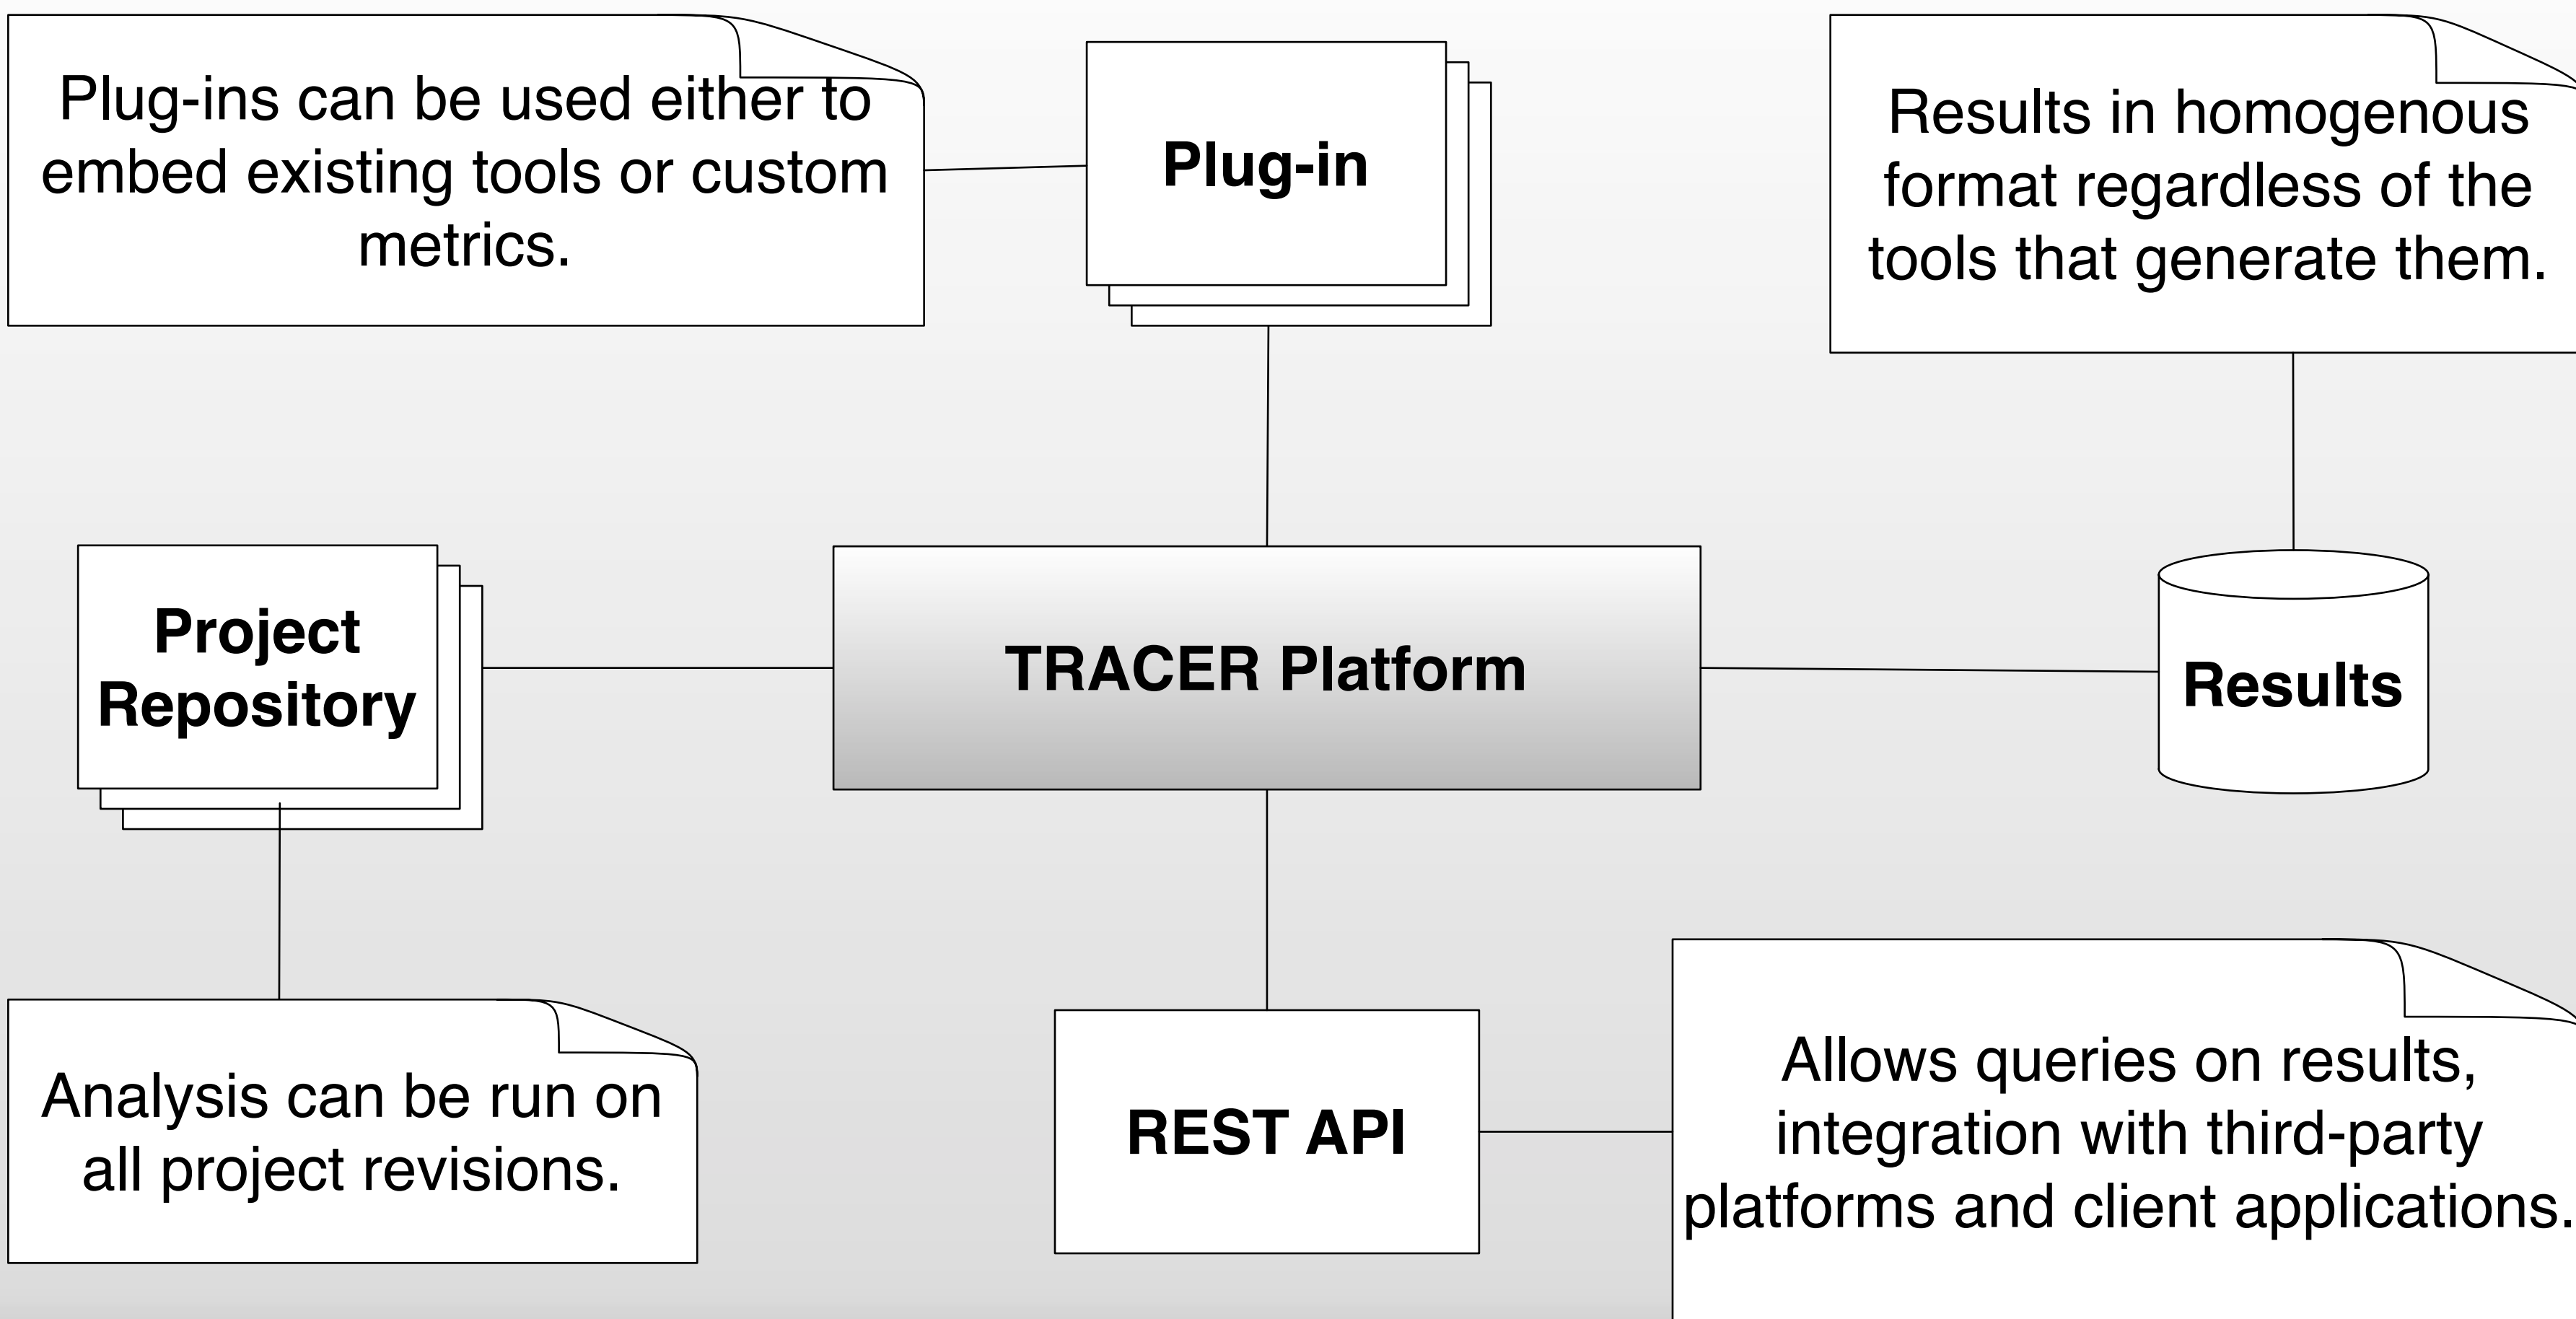 Plug-ins can be used either to
embed existing tools or custom
metrics.
Plug-in
Results in homogenous
format regardless of the
tools that generate them.
Project
Repository
TRACER Platform
Results
Analysis can be run on
all project revisions.
REST API
Allows queries on results,
integration with third-party
platforms and client applications.